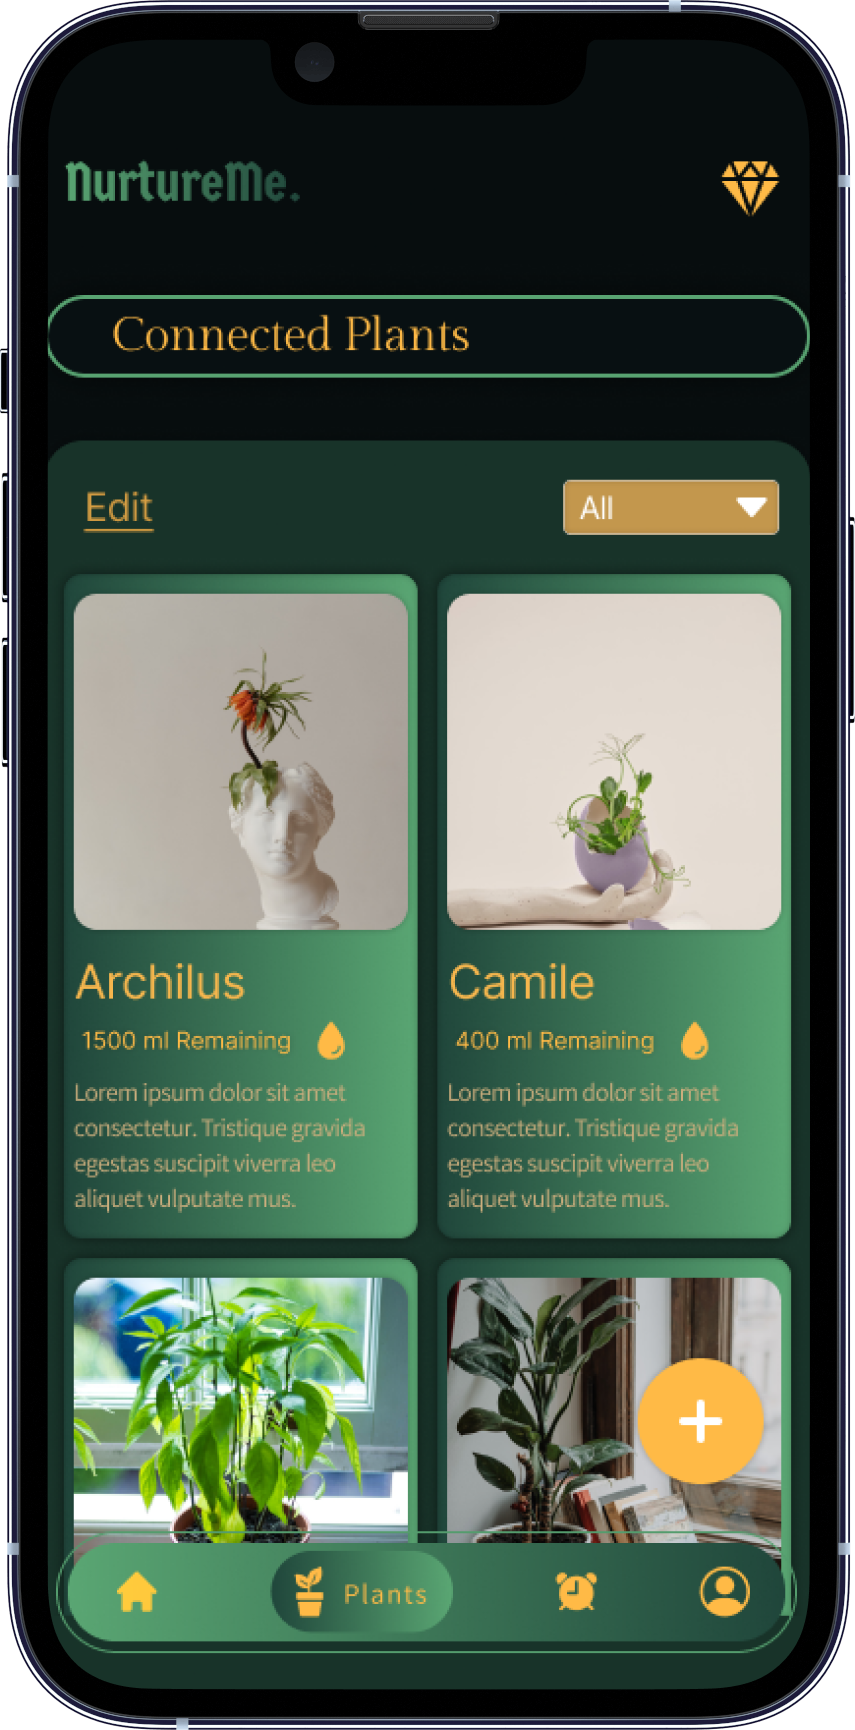 NurtureMe.
Connected Plants
Edit
All
Archilus
Camile
1500 ml Remaining
400 ml Remaining
Lorem ipsum dolor sit amet
consectetur. Tristique gravida
egestas suscipit viverra leo
aliquet vulputate mus.
Lorem ipsum dolor sit amet
consectetur. Tristique gravida
egestas suscipit viverra leo
aliquet vulputate mus.
Plants